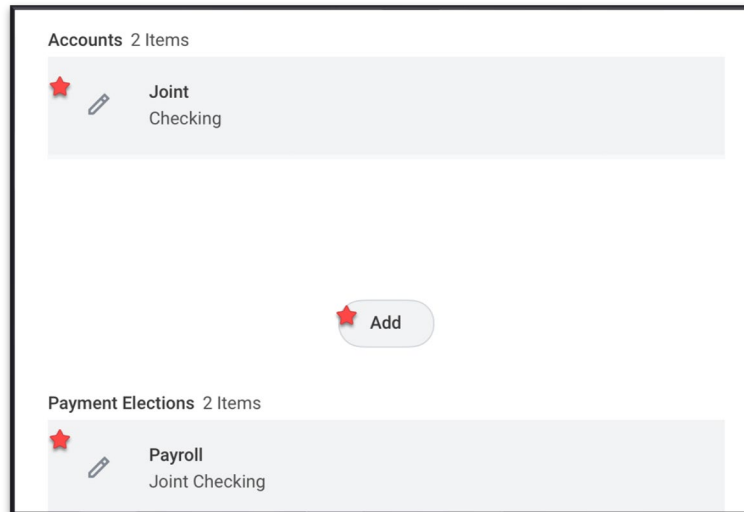 Accounts 2 Items
Joint
Checking
Add
Payment Elections 2 Items
Payroll
Joint Checking